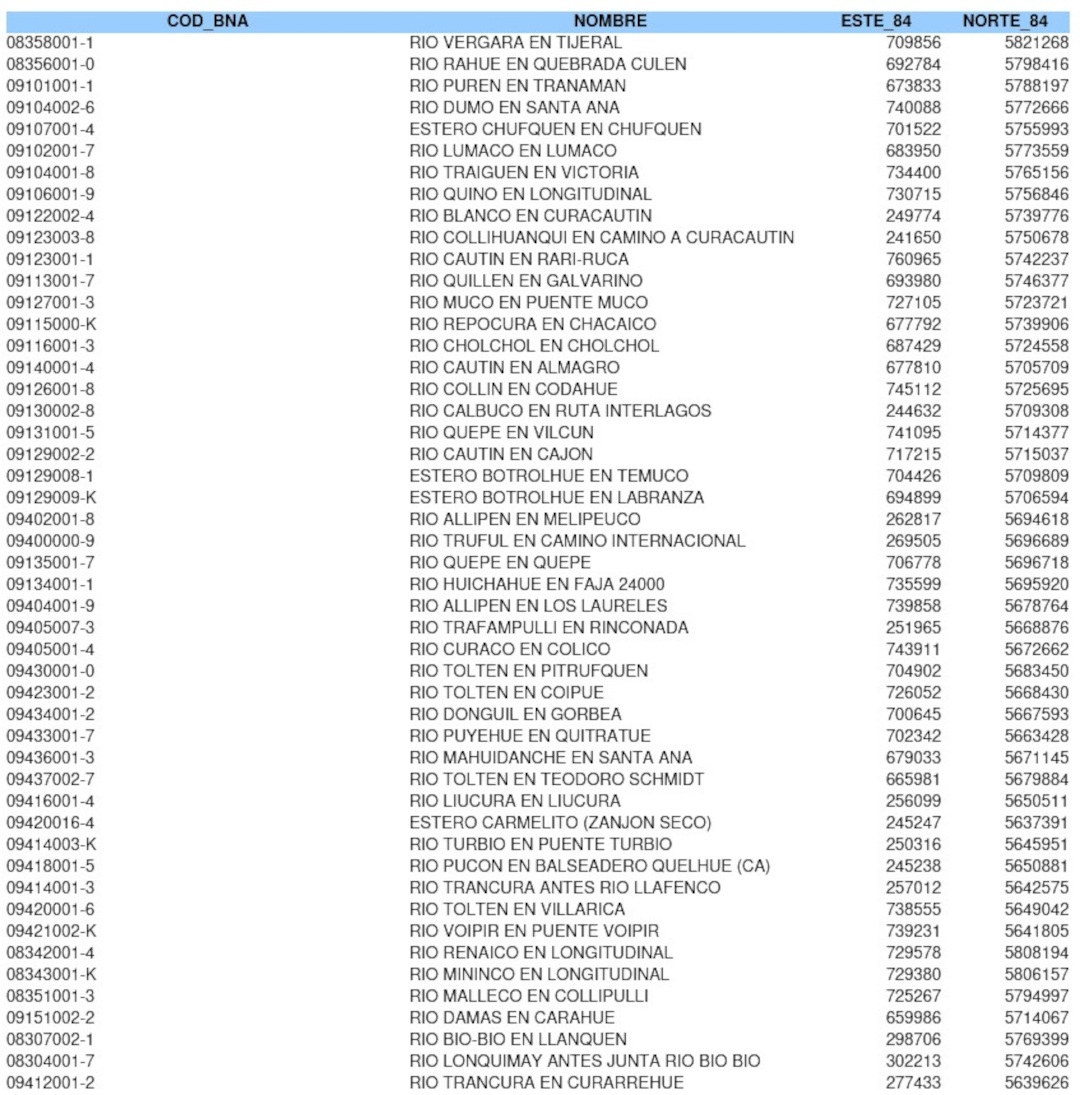 COD_BNA NOMBRE ESTE_84 NORTE_84
08358001-1 RIO VERGARA EN TIJERAL 709856 5821268
08356001-0 RIO RAHUE EN QUEBRADA CULEN 692784 5798416
09101001-1 RIO PUREN EN TRANAMAN 673833 5788197
09104002-6 RIO DUMO EN SANTA ANA 740088 5772666
09107001-4 ESTERO CHUFQUEN EN CHUFQUEN 701522 5755993
09102001-7 RIO LUMACO EN LUMACO 683950 5773559
09104001-8 RIO TRAIGUEN EN VICTORIA 734400 5765156
09106001-9 RIO QUINO EN LONGITUDINAL 730715 5756846
09122002-4 RIO BLANCO EN CURACAUTIN 249774 5739776
09123003-8 RIO COLLIHUANQUI EN CAMINO A CURACAUTIN 241650 5750678
09123001-1 RIO CAUTIN EN RARI-RUCA 760965 5742237
09113001-7 RIO QUILLEN EN GALVARINO 693980 5746377
09127001-3 RIO MUCO EN PUENTE MUCO 727105 5723721
09115000-K RIO REPOCURA EN CHACAICO 677792 5739906
09116001-3 RIO CHOLCHOL EN CHOLCHOL 687429 5724558
09140001-4 RIO CAUTIN EN ALMAGRO 677810 5705709
09126001-8 RIO COLLIN EN CODAHUE 745112 5725695
09130002-8 RIO CALBUCO EN RUTA INTERLAGOS 244632 5709308
09131001-5 RIO QUEPE EN VILCUN 741095 5714377
09129002-2 RIO CAUTIN EN CAJON 717215 5715037
09129008-1 ESTERO BOTROLHUE EN TEMUCO 704426 5709809
09129009-K ESTERO BOTROLHUE EN LABRANZA 694899 5706594
09402001-8 RIO ALLIPEN EN MELIPEUCO 262817 5694618
09400000-9 RIO TRUFUL EN CAMINO INTERNACIONAL 269505 5696689
09135001-7 RIO QUEPE EN QUEPE 706778 5696718
09134001-1 RIO HUICHAHUE EN FAJA 24000 735599 5695920
09404001-9 RIO ALLIPEN EN LOS LAURELES 739858 5678764
09405007-3 RIO TRAFAMPULLI EN RINCONADA 251965 5668876
09405001-4 RIO CURACO EN COLICO 743911 5672662
09430001-0 RIO TOLTEN EN PITRUFQUEN 704902 5683450
09423001-2 RIO TOLTEN EN COIPUE 726052 5668430
09434001-2 RIO DONGUIL EN GORBEA 700645 5667593
09433001-7 RIO PUYEHUE EN QUITRATUE 702342 5663428
09436001-3 RIO MAHUIDANCHE EN SANTA ANA 679033 5671145
09437002-7 RIO TOLTEN EN TEODORO SCHMIDT 665981 5679884
09416001-4 RIO LIUCURA EN LIUCURA 256099 5650511
09420016-4 ESTERO CARMELITO (ZANJON SECO) 245247 5637391
09414003-K RIO TURBIO EN PUENTE TURBIO 250316 5645951
09418001-5 RIO PUCON EN BALSEADERO QUELHUE (CA) 245238 5650881
09414001-3 RIO TRANCURA ANTES RIO LLAFENCO 257012 5642575
09420001-6 RIO TOLTEN EN VILLARICA 738555 5649042
09421002-K RIO VOIPIR EN PUENTE VOIPIR 739231 5641805
08342001-4 RIO RENAICO EN LONGITUDINAL 729578 5808194
08343001-K RIO MININCO EN LONGITUDINAL 729380 5806157
08351001-3 RIO MALLECO EN COLLIPULLI 725267 5794997
09151002-2 RIO DAMAS EN CARAHUE 659986 5714067
08307002-1 RIO BIO-BIO EN LLANQUEN 298706 5769399
08304001-7 RIO LONQUIMAY ANTES JUNTA RIO BIO BIO 302213 5742606
09412001-2 RIO TRANCURA EN CURARREHUE 277433 5639626